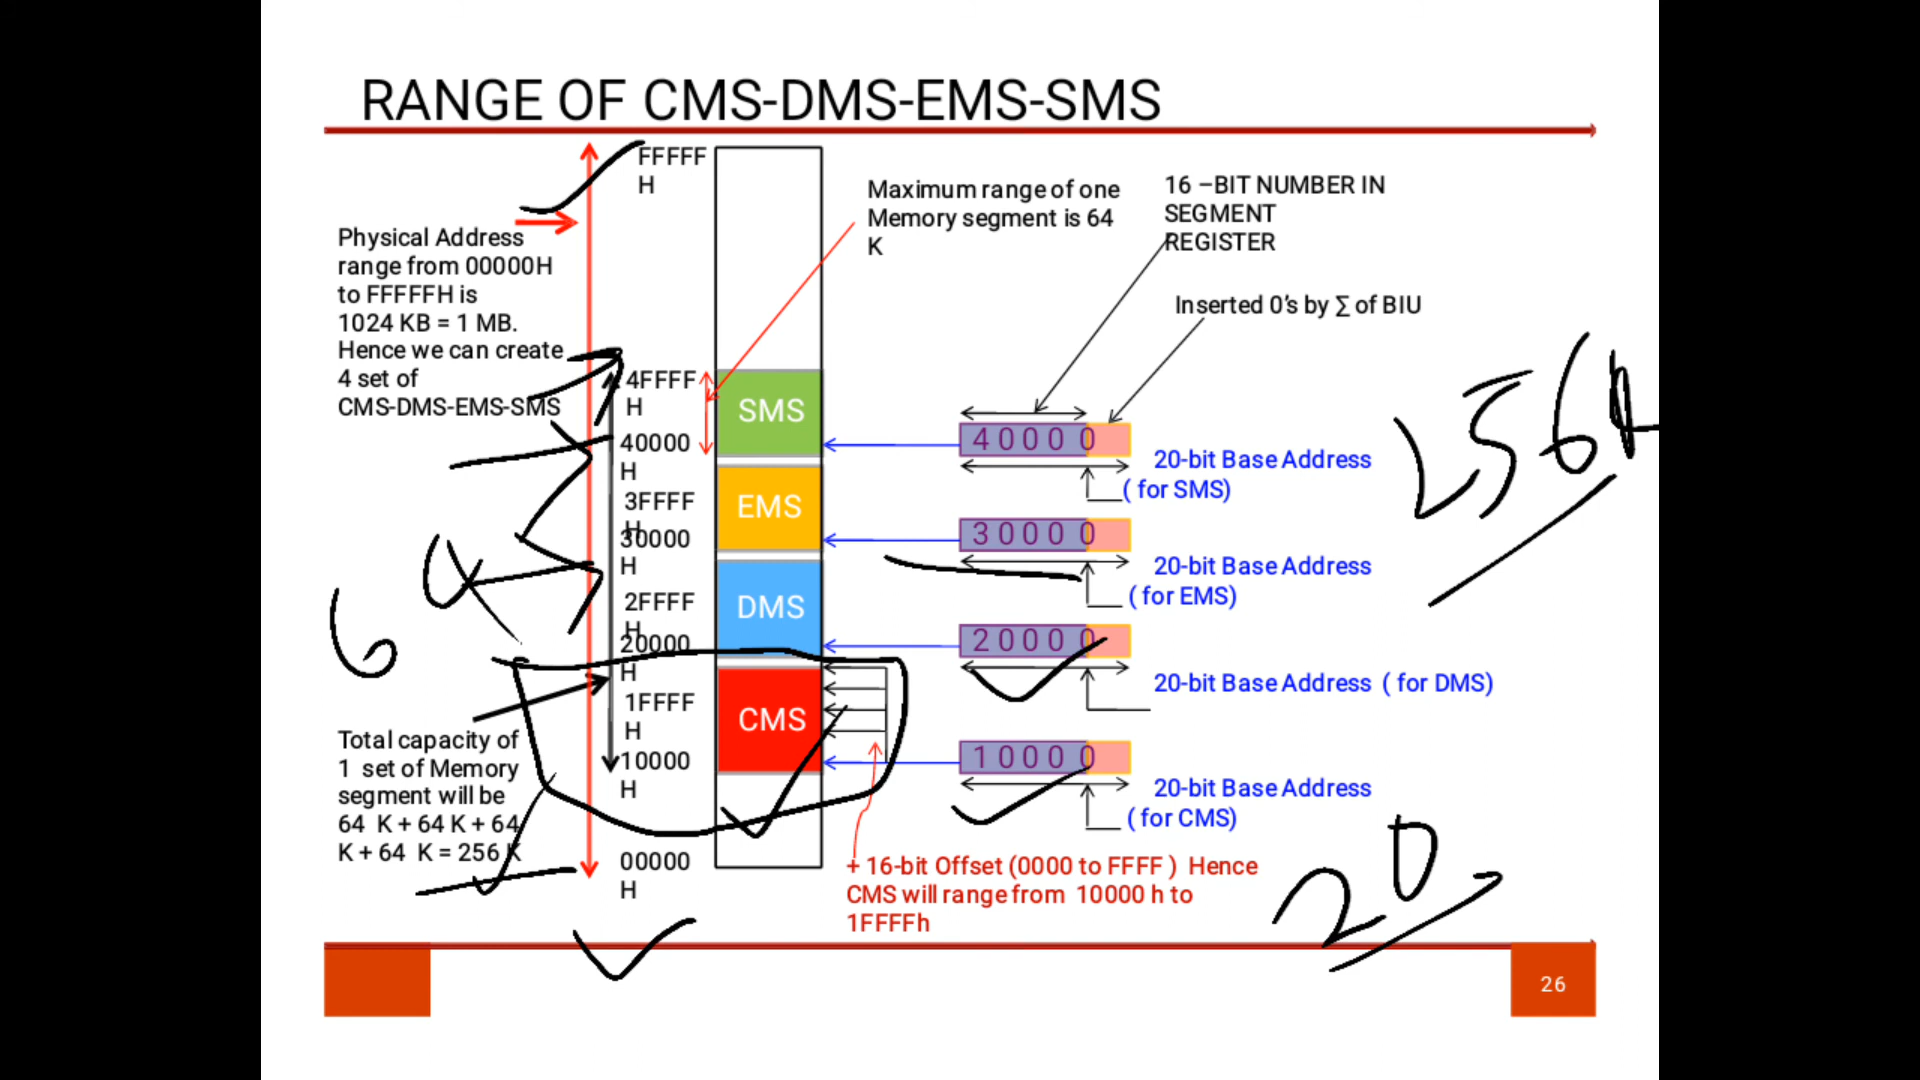 RANGE OF CMS-DMS-EMS-SMS
FFFFF
H
Physical Address
range from 00000H
to FFFFFH is
1024 KB = 1 MB.
Hence we can create
4 set of
CMS-DMS-EMS-SMS
Maximum range of one
Memory segment is 64
K
16 –BIT NUMBER IN
SEGMENT
REGISTER
Inserted 0's by ∑ of BIU
4FFFF
H
40000
H
3FFFF
H
30000
H
2FFFF
H
20000
H
1FFFF
H
10000
H
00000
H
SMS
EMS
DMS
CMS
4 0 0 0 0
20-bit Base Address
( for SMS)
3 0 0 0 0
20-bit Base Address
( for EMS)
2 0 0 0 0
20-bit Base Address ( for DMS)
1 0 0 0 0
20-bit Base Address
( for CMS)
256K
64
Total capacity of
1 set of Memory
segment will be
64 K + 64 K + 64
K + 64 K = 256 K
+ 16-bit Offset (0000 to FFFF ) Hence
CMS will range from 10000 h to
1FFFFh
20
26